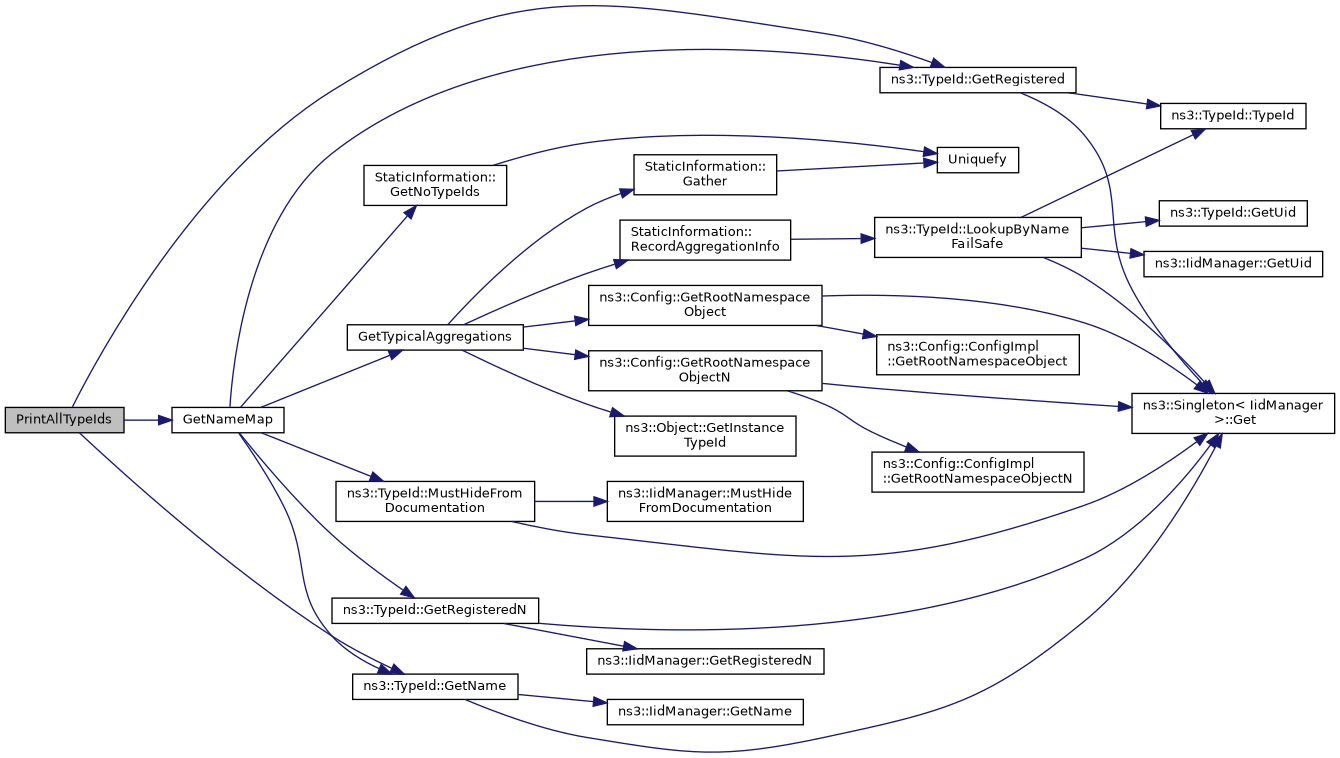 ns3::TypeId::GetRegistered
ns3::TypeId::TypeId
Uniquefy
StaticInformation::
Gather
StaticInformation::
GetNoTypeIds
ns3::TypeId::GetUid
StaticInformation::
RecordAggregationInfo
ns3::TypeId::LookupByName
FailSafe
ns3::IidManager::GetUid
ns3::Config::GetRootNamespace
Object
GetTypicalAggregations
ns3::Config::ConfigImpl
::GetRootNamespaceObject
ns3::Config::GetRootNamespace
ObjectN
PrintAllTypeIds
GetNameMap
ns3::Singleton< IidManager
>::Get
ns3::Object::GetInstance
TypeId
ns3::Config::ConfigImpl
::GetRootNamespaceObjectN
ns3::TypeId::MustHideFrom
Documentation
ns3::IidManager::MustHide
FromDocumentation
ns3::TypeId::GetRegisteredN
ns3::IidManager::GetRegisteredN
ns3::TypeId::GetName
ns3::IidManager::GetName